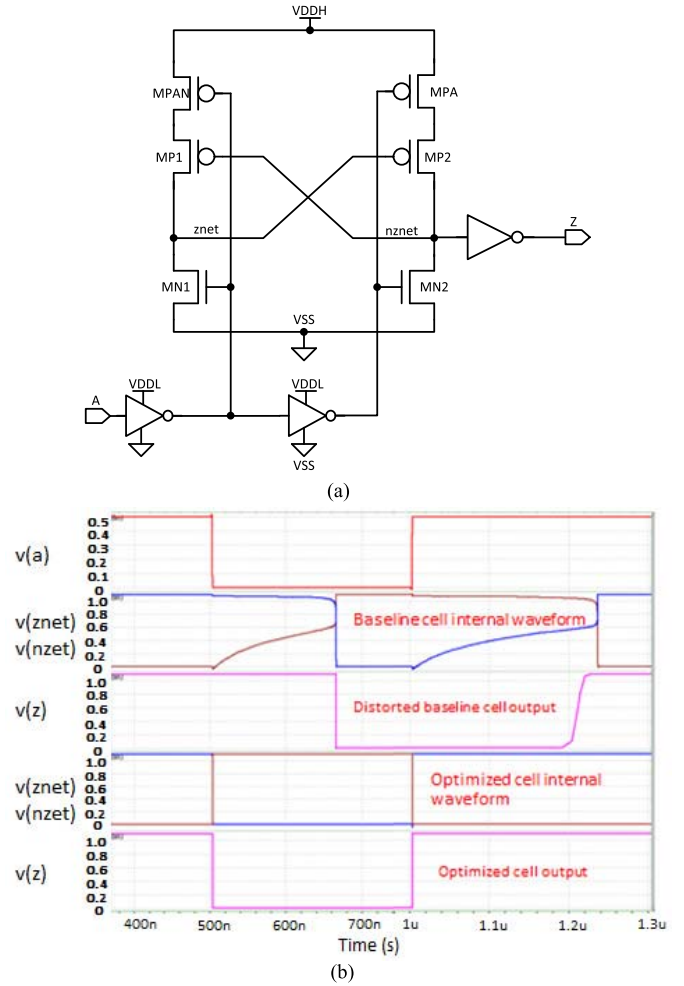 VDDH
MPAN
MPA
MP1
MP2
znet
nznet
Z
MN1
MN2
VSS
VDDL
VDDL
A
VSS
(a)
0.5
0.4
0.3
0.2
0.1
0
v(a)
1.0
0.8
0.6
0.4
0.2
0
v(znet)
v(nzet)
Baseline cell internal waveform
1.0
0.8
0.6
0.4
0.2
0
v(z)
Distorted baseline cell output
1.0
0.8
0.6
0.4
0.2
0
v(znet)
v(nzet)
Optimized cell internal
waveform
1.0
0.8
0.6
0.4
0.2
0
v(z)
Optimized cell output
400n 500n 600n 700n 1u 1.1u 1.2u 1.3u
Time (s)
(b)